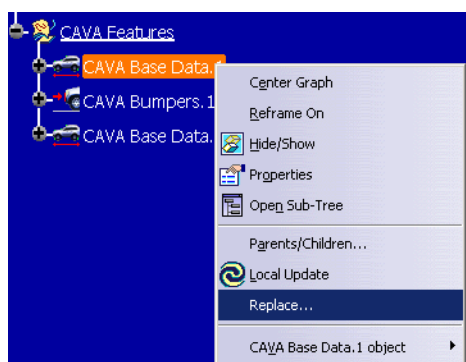 CAVA Features
CAVA Base Data.
CAVA Bumpers.1
CAVA Base Data.
Center Graph
Reframe On
Hide/Show
Properties
Open Sub-Tree
Parents/Children...
Local Update
Replace...
CAVA Base Data.1 object